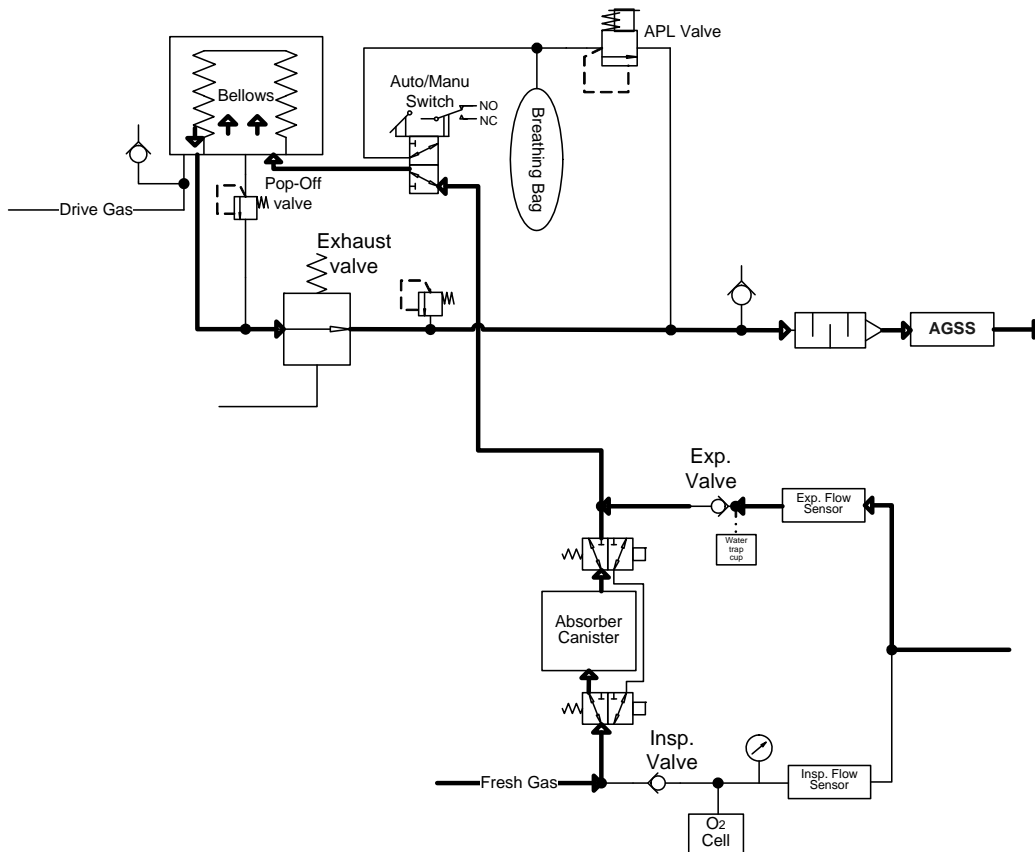 APL Valve
Bellows
Auto/Manu
Switch
NO
NC
Breathing Bag
Pop-Off
valve
Drive Gas
Exhaust
valve
AGSS
Exp.
Valve
Exp. Flow
Sensor
Water
trap
cup
Absorber
Canister
Insp.
Valve
Fresh Gas
Insp. Flow
Sensor
O2
Cell